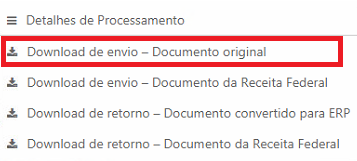 Detalhes de Processamento
Download de envio – Documento original
Download de envio – Documento da Receita Federal
Download de retorno – Documento convertido para ERP
Download de retorno – Documento da Receita Federal